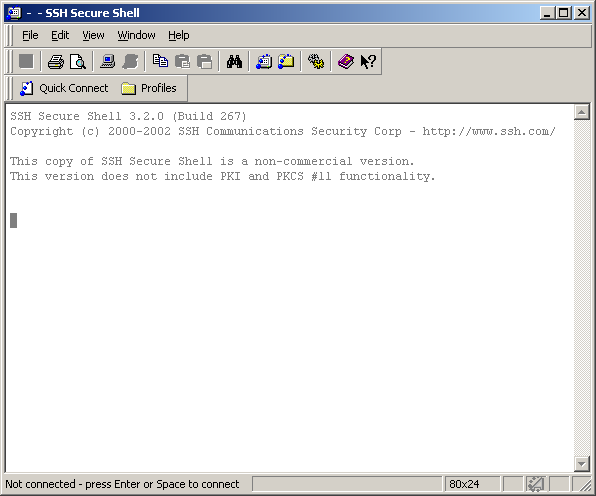 - - SSH Secure Shell
File Edit View Window Help
Quick Connect Profiles
SSH Secure Shell 3.2.0 (Build 267)
Copyright (c) 2000-2002 SSH Communications Security Corp - http://www.ssh.com/
This copy of SSH Secure Shell is a non-commercial version.
This version does not include PKI and PKCS #11 functionality.
Not connected - press Enter or Space to connect 80x24